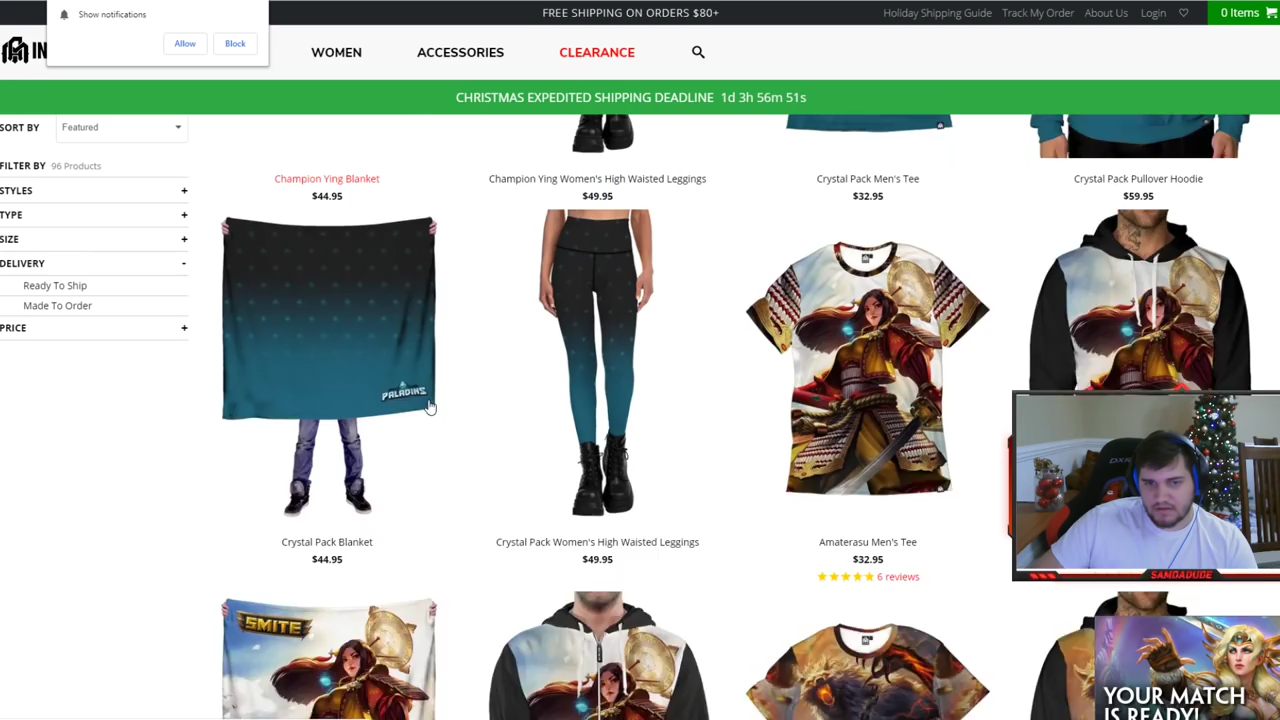 Show notifications
Allow
Block
FREE SHIPPING ON ORDERS $80+
Holiday Shipping Guide
Track My Order
About Us
Login
0 Items
IN
WOMEN
ACCESSORIES
CLEARANCE
CHRISTMAS EXPEDITED SHIPPING DEADLINE 1d 3h 56m 51s
SORT BY
Featured
FILTER BY 96 Products
STYLES +
TYPE +
SIZE +
DELIVERY -
Ready To Ship
Made To Order
PRICE +
Champion Ying Blanket
$44.95
Champion Ying Women's High Waisted Leggings
$49.95
Crystal Pack Men's Tee
$32.95
Crystal Pack Pullover Hoodie
$59.95
PALADINS
Crystal Pack Blanket
$44.95
Crystal Pack Women's High Waisted Leggings
$49.95
Amaterasu Men's Tee
$32.95
6 reviews
SMITE
DXR
SAMDADUDE
YOUR MATCH
IS READY!